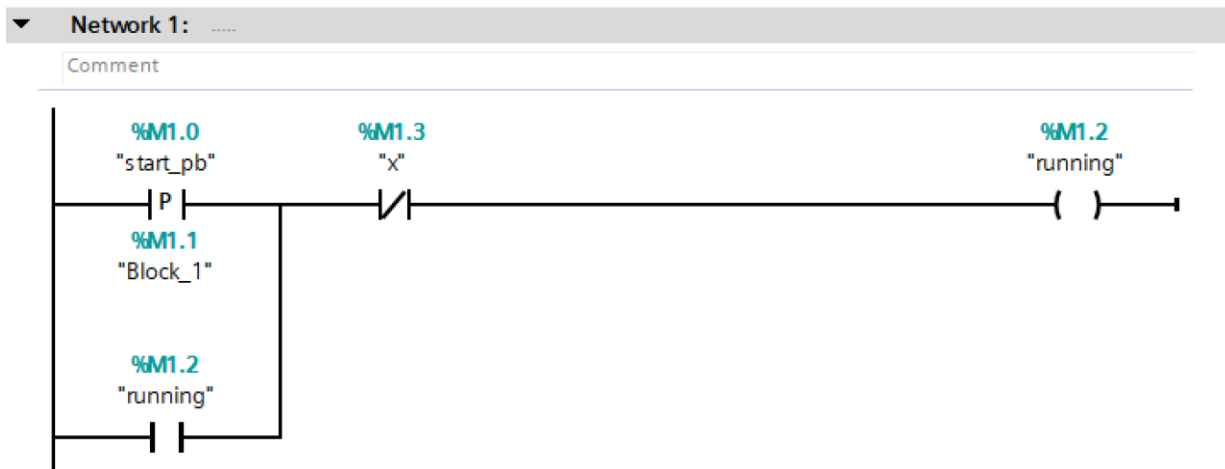 Network 1: .....
Comment
%M1.0 %M1.3 %M1.2
"start_pb" "x" "running"
P
%M1.1
"Block_1"
%M1.2
"running"